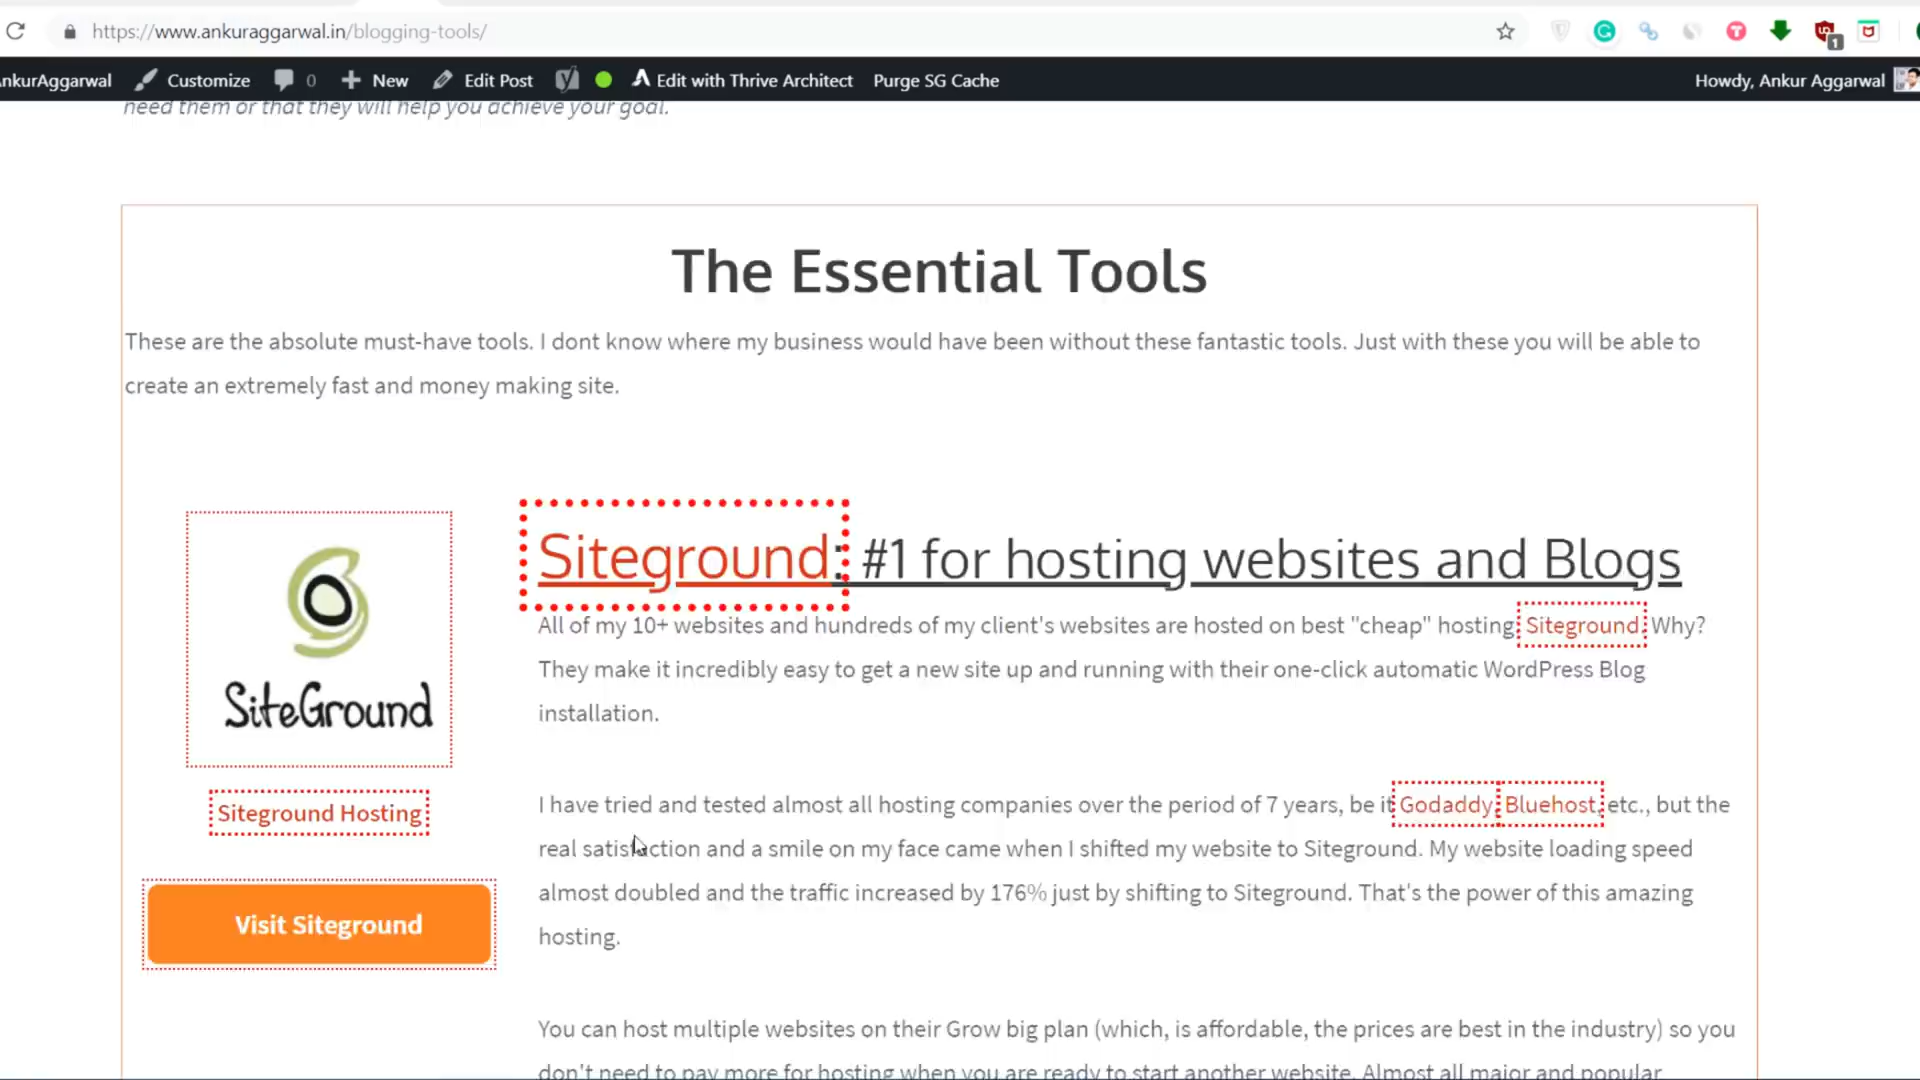 https://www.ankuraggarwal.in/blogging-tools/
1
nkurAggarwal Customize 0 New Edit Post Edit with Thrive Architect Purge SG Cache Howdy, Ankur Aggarwal
need them or that they will help you achieve your goal.
The Essential Tools
These are the absolute must-have tools. I dont know where my business would have been without these fantastic tools. Just with these you will be able to
create an extremely fast and money making site.
SiteGround
Siteground Hosting
Visit Siteground
Siteground: #1 for hosting websites and Blogs
All of my 10+ websites and hundreds of my client's websites are hosted on best "cheap" hosting Siteground. Why?
They make it incredibly easy to get a new site up and running with their one-click automatic WordPress Blog
installation.
I have tried and tested almost all hosting companies over the period of 7 years, be it Godaddy, Bluehost, etc., but the
real satisfaction and a smile on my face came when I shifted my website to Siteground. My website loading speed
almost doubled and the traffic increased by 176% just by shifting to Siteground. That's the power of this amazing
hosting.
You can host multiple websites on their Grow big plan (which, is affordable, the prices are best in the industry) so you
don't need to pay more for hosting when you are ready to start another website. Almost all major and popular